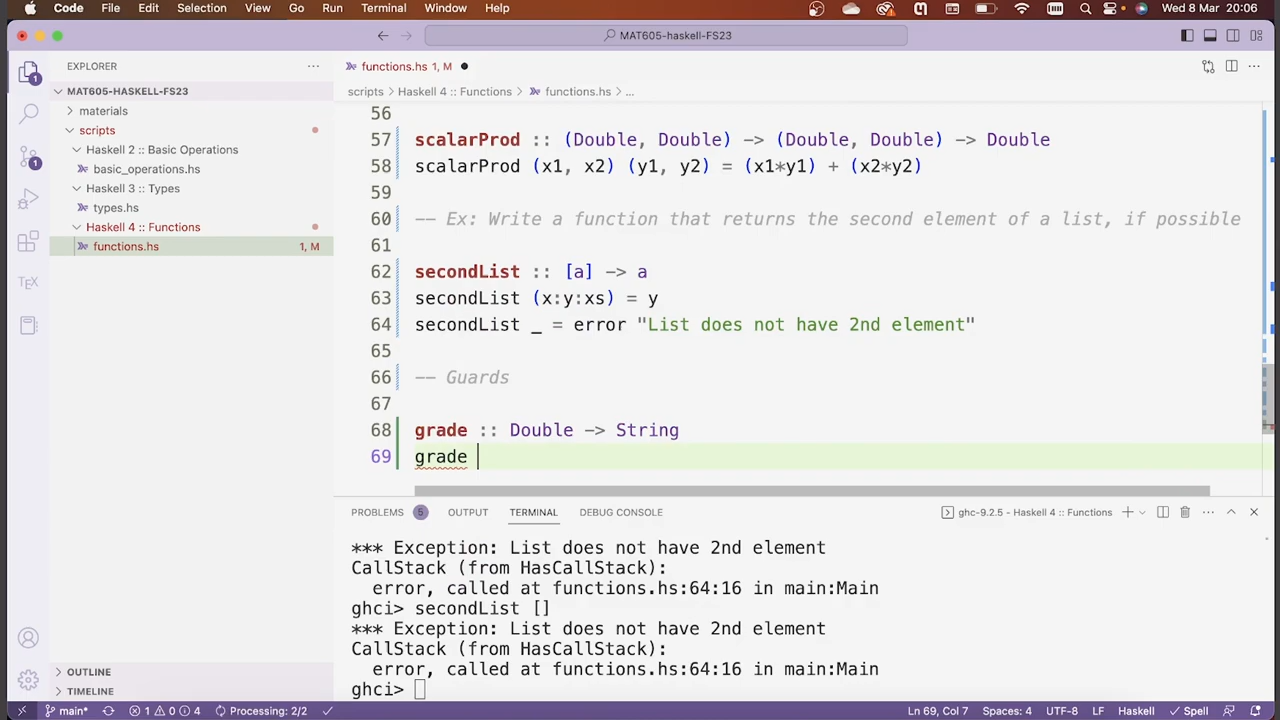 Code File Edit Selection View Go Run Terminal Window Help Wed 8 Mar 20:06
MAT605-haskell-FS23
EXPLORER
functions.hs 1, M
MAT605-HASKELL-FS23
scripts > Haskell 4 :: Functions > functions.hs > ...
materials
scripts
Haskell 2 :: Basic Operations
basic_operations.hs
Haskell 3 :: Types
types.hs
Haskell 4 :: Functions
functions.hs 1, M
56
57 scalarProd :: (Double, Double) -> (Double, Double) -> Double
58 scalarProd (x1, x2) (y1, y2) = (x1*y1) + (x2*y2)
59
60 -- Ex: Write a function that returns the second element of a list, if possible
61
62 secondList :: [a] -> a
63 secondList (x:y:xs) = y
64 secondList _ = error "List does not have 2nd element"
65
66 -- Guards
67
68 grade :: Double -> String
69 grade
PROBLEMS 5 OUTPUT TERMINAL DEBUG CONSOLE ghc-9.2.5 - Haskell 4 :: Functions
*** Exception: List does not have 2nd element
CallStack (from HasCallStack):
error, called at functions.hs:64:16 in main:Main
ghci> secondList []
*** Exception: List does not have 2nd element
CallStack (from HasCallStack):
error, called at functions.hs:64:16 in main:Main
ghci>
TEX
1
1
OUTLINE
TIMELINE
main* 1 0 4 Processing: 2/2 Ln 69, Col 7 Spaces: 4 UTF-8 LF Haskell Spell